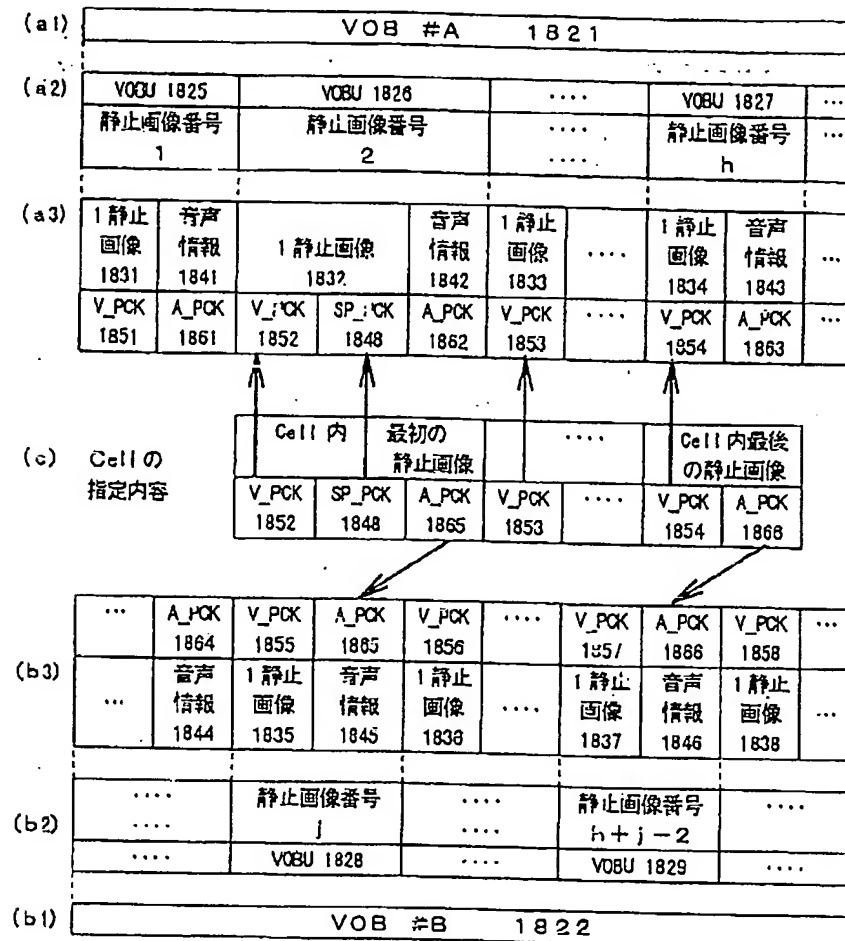 (a1) VOB #A 1821
(a2) VOBU 1825 VOBU 1826 ‥‥ VOBU 1827 …
静止画像番号 静止画像番号 ‥‥ 静止画像番号 …
1 2 ‥‥ h
(a3) 1静止 音声 1静止画像 音声 1静止 ‥‥ 1静止 音声 …
画像 情報 1832 情報 画像 画像 情報
1831 1841 1842 1833 1834 1843
V_PCK A_PCK V_PCK SP_PCK A_PCK V_PCK ‥‥ V_PCK A_PCK …
1851 1861 1852 1848 1862 1853 1854 1863
(c) Cellの Cell内 最初の ‥‥ Cell内最後
指定内容 静止画像 の静止画像
V_PCK SP_PCK A_PCK V_PCK ‥‥ V_PCK A_PCK
1852 1848 1865 1853 1854 1866
… A_PCK V_PCK A_PCK V_PCK ‥‥ V_PCK A_PCK V_PCK …
1864 1855 1865 1856 1857 1866 1858
(b3) … 音声 1静止 音声 1静止 ‥‥ 1静止 音声 1静止 …
情報 画像 情報 画像 画像 情報 画像
1844 1835 1845 1836 1837 1846 1838
(b2) ‥‥ 静止画像番号 ‥‥ 静止画像番号 ‥‥
‥‥ j ‥‥ h+j-2 ‥‥
‥‥ VOBU 1828 ‥‥ VOBU 1829 ‥‥
(b1) VOB #B 1822